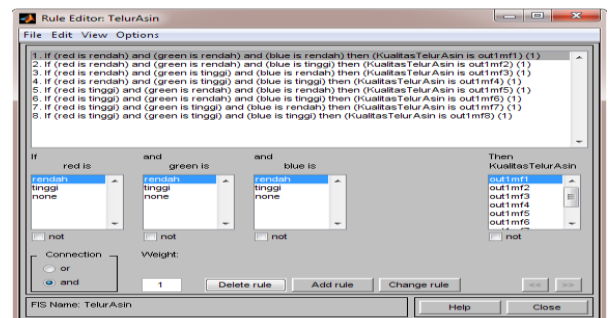 Rule Editor: TelurAsin
File Edit View Options
1. If (red is rendah) and (green is rendah) and (blue is rendah) then (KualitasTelurAsin is out1mf1) (1)
2. If (red is rendah) and (green is rendah) and (blue is tinggi) then (KualitasTelurAsin is out1mf2) (1)
3. If (red is rendah) and (green is tinggi) and (blue is rendah) then (KualitasTelurAsin is out1mf3) (1)
4. If (red is rendah) and (green is tinggi) and (blue is tinggi) then (KualitasTelurAsin is out1mf4) (1)
5. If (red is tinggi) and (green is rendah) and (blue is rendah) then (KualitasTelurAsin is out1mf5) (1)
6. If (red is tinggi) and (green is rendah) and (blue is tinggi) then (KualitasTelurAsin is out1mf6) (1)
7. If (red is tinggi) and (green is tinggi) and (blue is rendah) then (KualitasTelurAsin is out1mf7) (1)
8. If (red is tinggi) and (green is tinggi) and (blue is tinggi) then (KualitasTelurAsin is out1mf8) (1)
If and and Then
red is green is blue is KualitasTelurAsin
rendah rendah rendah out1mf1
tinggi tinggi tinggi out1mf2
none none none out1mf3
out1mf4
out1mf5
out1mf6
not not not not
Connection Weight:
or
and 1 Delete rule Add rule Change rule << >>
FIS Name: TelurAsin Help Close